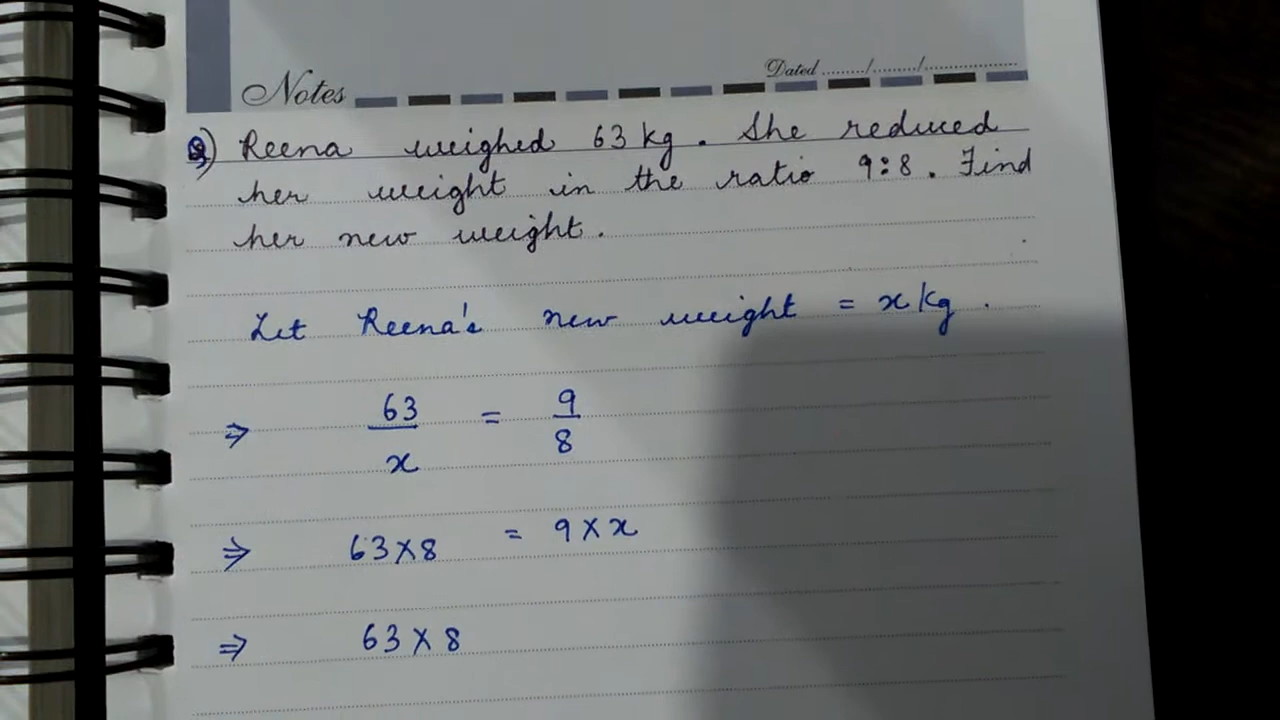 Notes
Dated ......../......../..................
Q) Reena weighed 63 kg. She reduced
her weight in the ratio 9:8. Find
her new weight.
Let Reena's new weight = x kg.
⇒ 63/x = 9/8
⇒ 63×8 = 9×x
⇒ 63×8